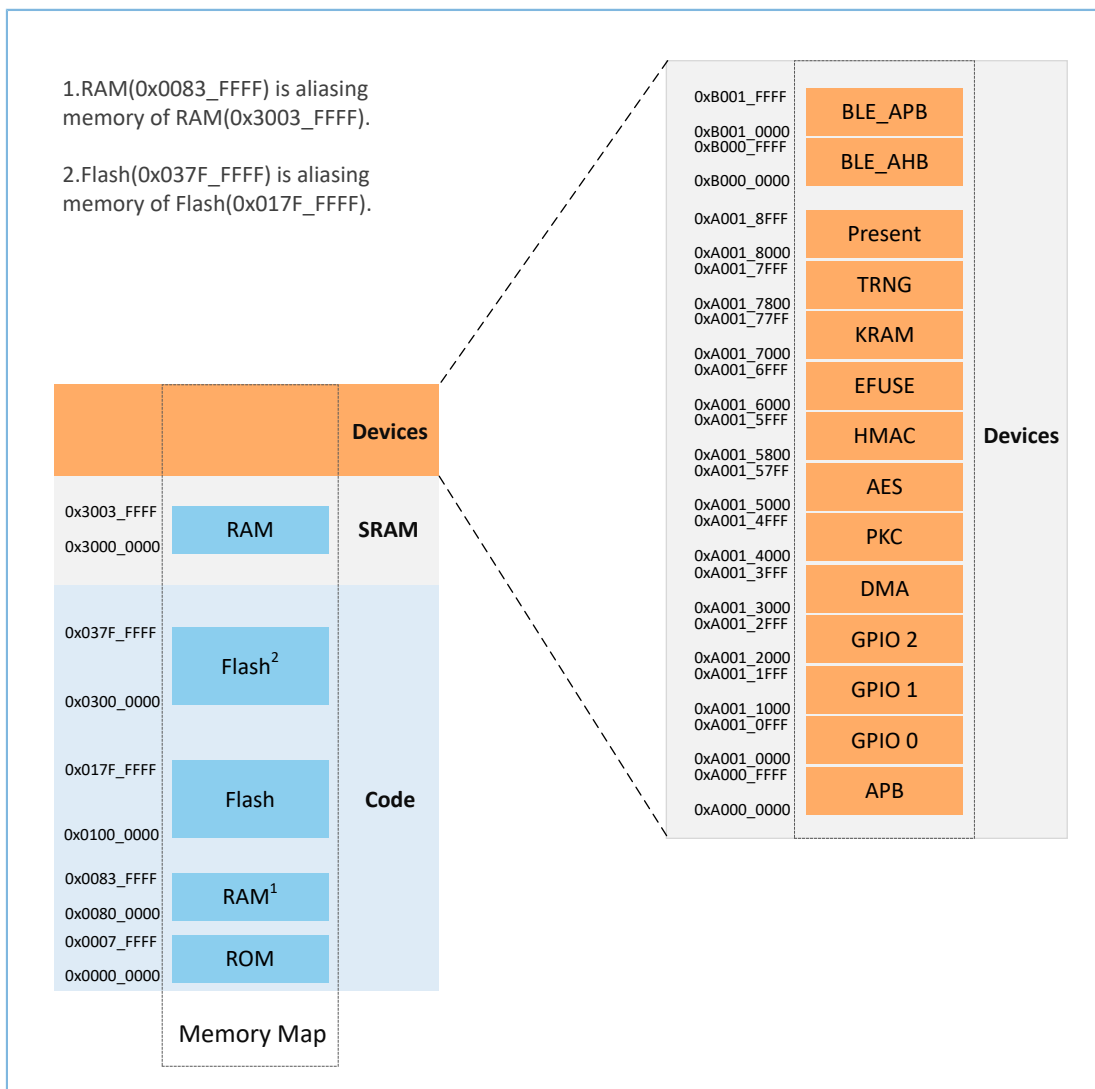 1.RAM(0x0083_FFFF) is aliasing
memory of RAM(0x3003_FFFF).
2.Flash(0x037F_FFFF) is aliasing
memory of Flash(0x017F_FFFF).
Devices
0x3003_FFFF
RAM
SRAM
0x3000_0000
0x037F_FFFF
Flash²
0x0300_0000
0x017F_FFFF
Flash
Code
0x0100_0000
0x0083_FFFF
RAM¹
0x0080_0000
0x0007_FFFF
ROM
0x0000_0000
Memory Map
0xB001_FFFF
BLE_APB
0xB001_0000
0xB000_FFFF
BLE_AHB
0xB000_0000
0xA001_8FFF
Present
0xA001_8000
0xA001_7FFF
TRNG
0xA001_7800
0xA001_77FF
KRAM
0xA001_7000
0xA001_6FFF
EFUSE
0xA001_6000
0xA001_5FFF
HMAC
Devices
0xA001_5800
0xA001_57FF
AES
0xA001_5000
0xA001_4FFF
PKC
0xA001_4000
0xA001_3FFF
DMA
0xA001_3000
0xA001_2FFF
GPIO 2
0xA001_2000
0xA001_1FFF
GPIO 1
0xA001_1000
0xA001_0FFF
GPIO 0
0xA001_0000
0xA000_FFFF
APB
0xA000_0000